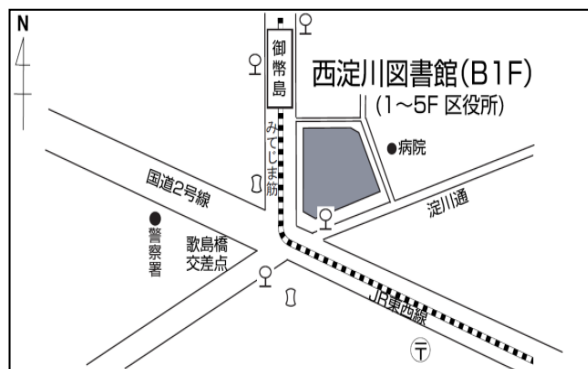 N
御幣島
西淀川図書館(B1F)
(1～5F 区役所)
みてじま筋
病院
国道2号線
淀川通
警察署
歌島橋
交差点
JR東西線
〒